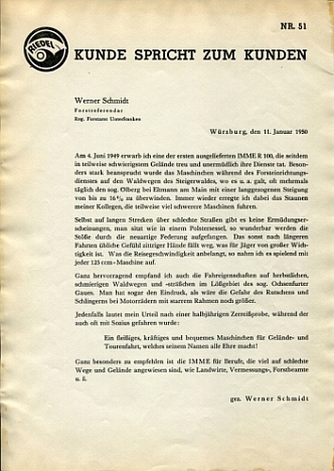 NR. 51
RIEDEL
KUNDE SPRICHT ZUM KUNDEN
Werner Schmidt
Forstreferendar
Reg. Forstamt Unterfranken
Würzburg, den 11. Januar 1950
Am 4. Juni 1949 erwarb ich eine der ersten ausgelieferten IMME R 100, die seitdem
in teilweise schwierigstem Gelände treu und unermüdlich ihre Dienste tat. Beson-
ders stark beansprucht wurde das Maschinchen während des Forsteinrichtungs-
dienstes auf den Waldwegen des Steigerwaldes, wo es u. a. galt, oft mehrmals
täglich den sog. Ölberg bei Eltmann am Main mit einer langgezogenen Steigung
von bis zu 16% zu überwinden. Immer wieder erregte ich dabei das Staunen
meiner Kollegen, die teilweise viel schwerere Maschinen fuhren.
Selbst auf langen Strecken über schlechte Straßen gibt es keine Ermüdungser-
scheinungen, man sitzt wie in einem Polstersessel, so wunderbar werden die
Stöße durch die neuartige Federung aufgefangen. Das sonst nach längeren
Fahrten übliche Gefühl zittriger Hände fällt weg, was für Jäger von großer Wich-
tigkeit ist. Was die Reisegeschwindigkeit anbelangt, so nahm ich es spielend mit
jeder 125 ccm-Maschine auf.
Ganz hervorragend empfand ich auch die Fahreigenschaften auf herbstlichen,
schmierigen Waldwegen und -sträßchen im Lößgebiet des sog. Ochsenfurter
Gaues. Man hat sogar den Eindruck, als wäre die Gefahr des Rutschens und
Schlingerns bei Motorrädern mit starrem Rahmen noch größer.
Jedenfalls lautet mein Urteil nach einer halbjährigen Zerreißprobe, während der
auch oft mit Sozius gefahren wurde:
Ein fleißiges, kräftiges und bequemes Maschinchen für Gelände- und
Tourenfahrt, welches seinem Namen alle Ehre macht!
Ganz besonders zu empfehlen ist die IMME für Berufe, die viel auf schlechte
Wege und Gelände angewiesen sind, wie Landwirte, Vermessungs-, Forstbeamte
u. ä.
gez. Werner Schmidt